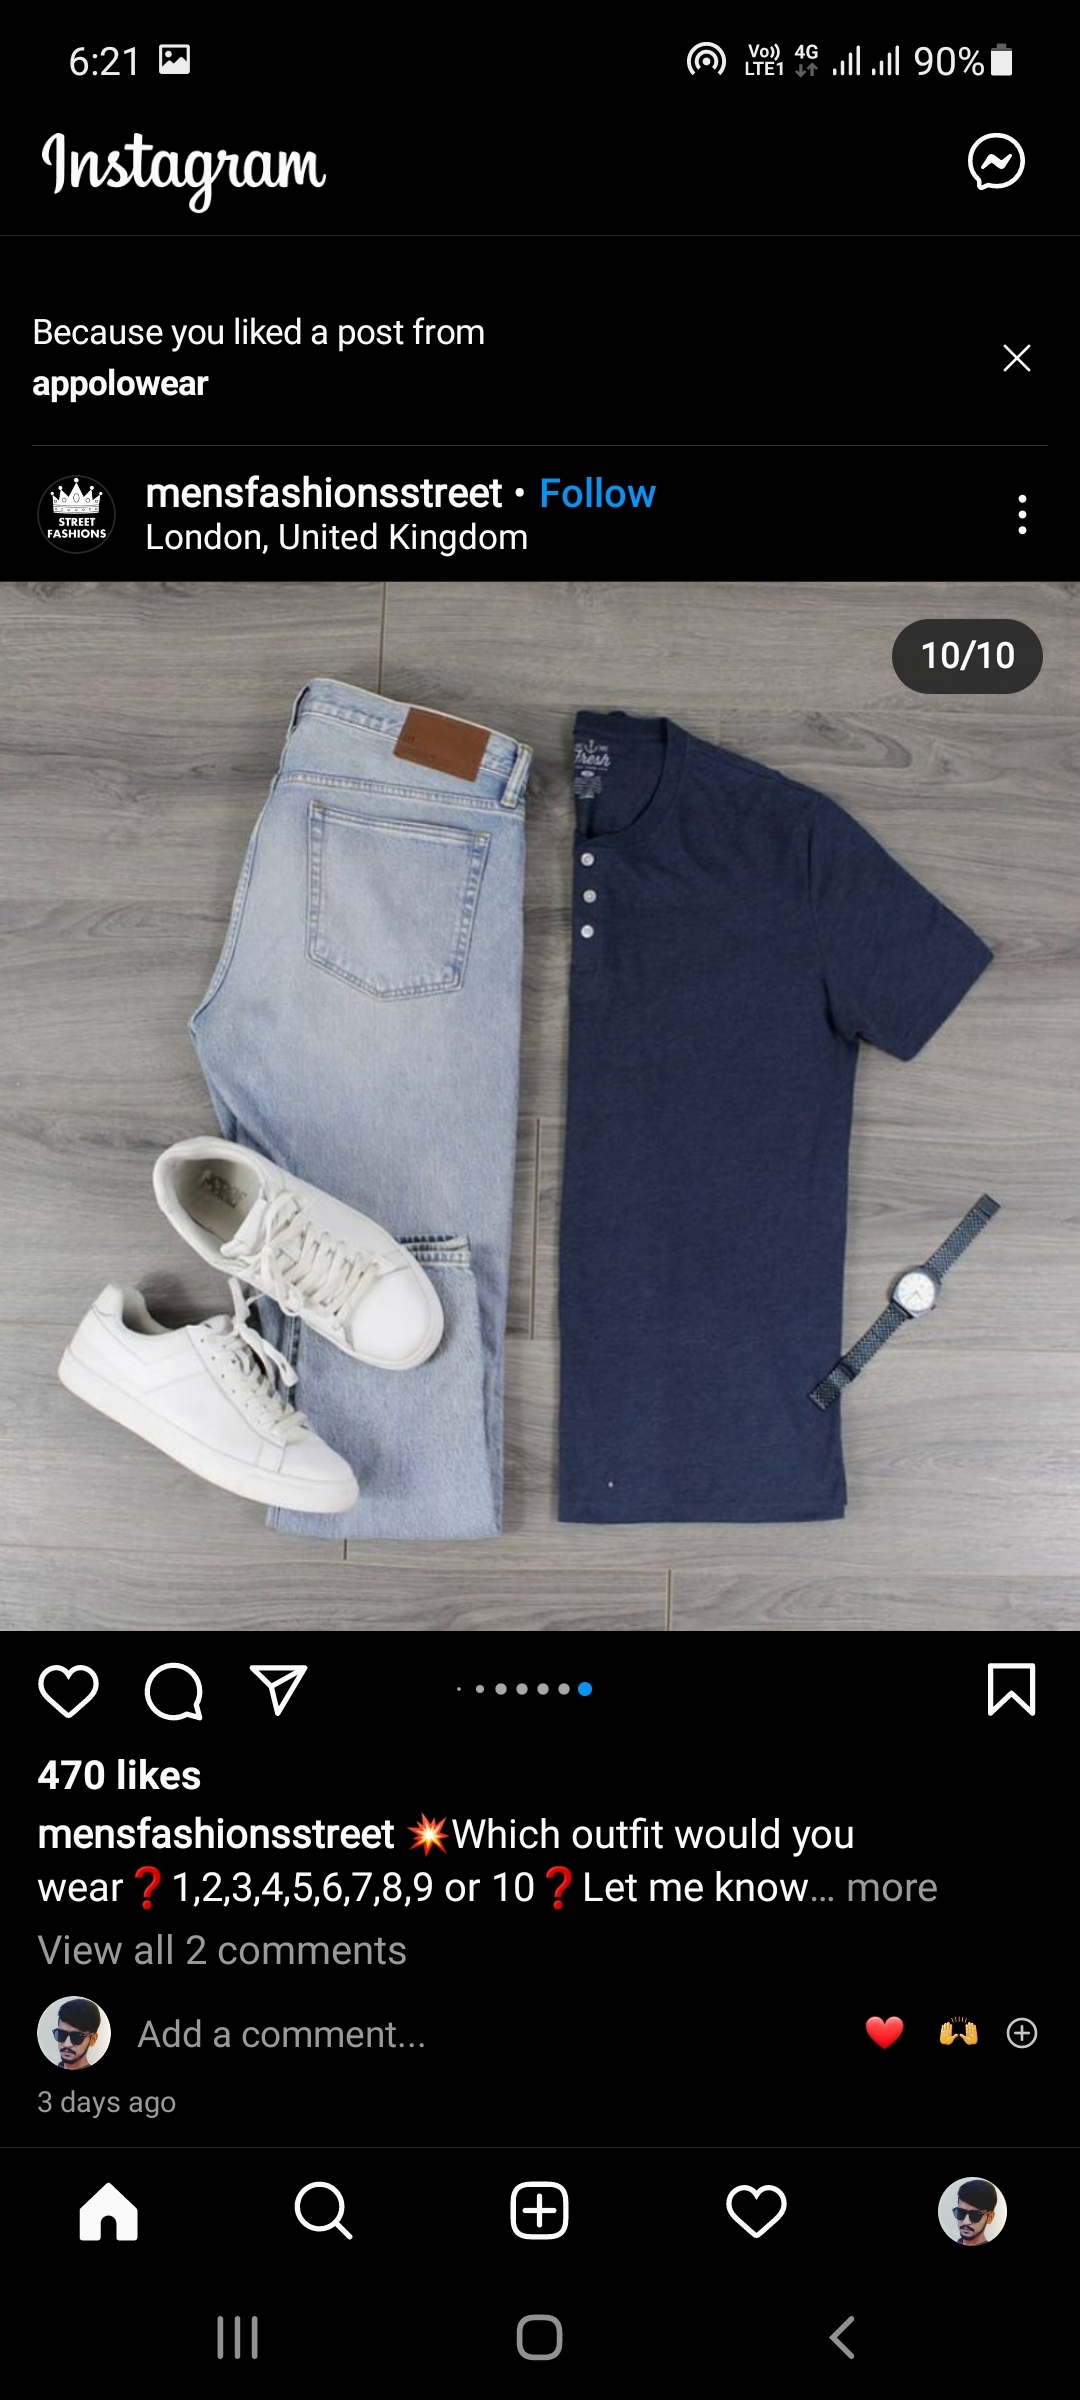 6:21
Vo)) LTE1 4G 90%
Instagram
Because you liked a post from
appolowear
STREET
FASHIONS
mensfashionsstreet • Follow
London, United Kingdom
10/10
fresh
470 likes
mensfashionsstreet 💥Which outfit would you
wear❓1,2,3,4,5,6,7,8,9 or 10❓Let me know... more
View all 2 comments
Add a comment...
3 days ago